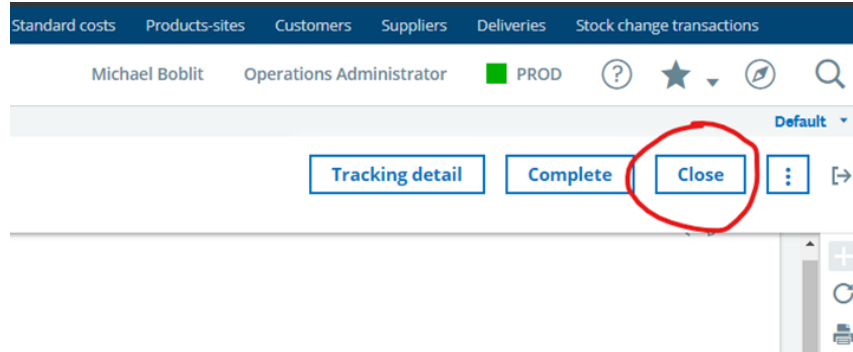 Standard costs Products-sites Customers Suppliers Deliveries Stock change transactions
Michael Boblit Operations Administrator PROD ?
Default
Tracking detail Complete Close